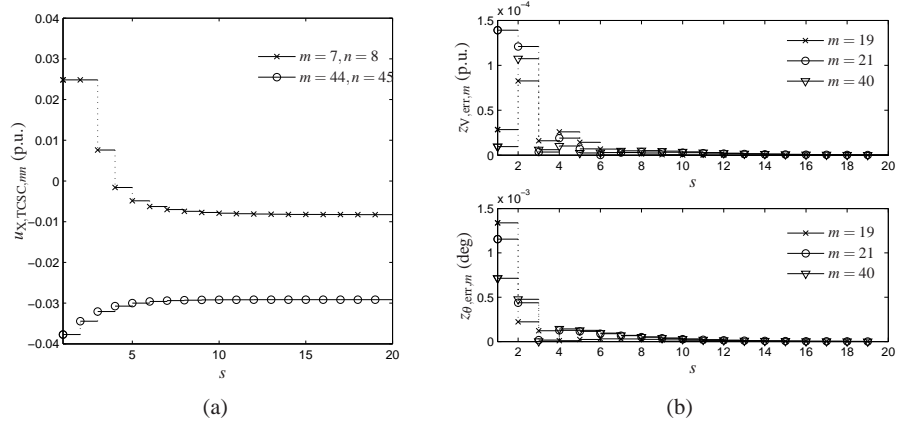 0.04
0.03
0.02
0.01
0
−0.01
−0.02
−0.03
−0.04
5
10
15
20
s
u_X,TCSC,mn (p.u.)
m = 7, n = 8
m = 44, n = 45
(a)
x 10⁻⁴
1.5
1
0.5
0
2
4
6
8
10
12
14
16
18
20
s
z_V,err,m (p.u.)
m = 19
m = 21
m = 40
x 10⁻³
1.5
1
0.5
0
2
4
6
8
10
12
14
16
18
20
s
z_θ,err,m (deg)
m = 19
m = 21
m = 40
(b)